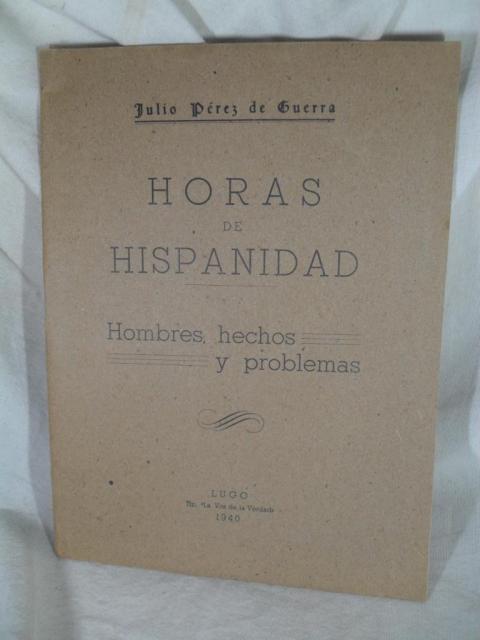 Julio Pérez de Guerra
HORAS
DE
HISPANIDAD
Hombres, hechos
y problemas
LUGO
Tip. "La Voz de la Verdad"
1940